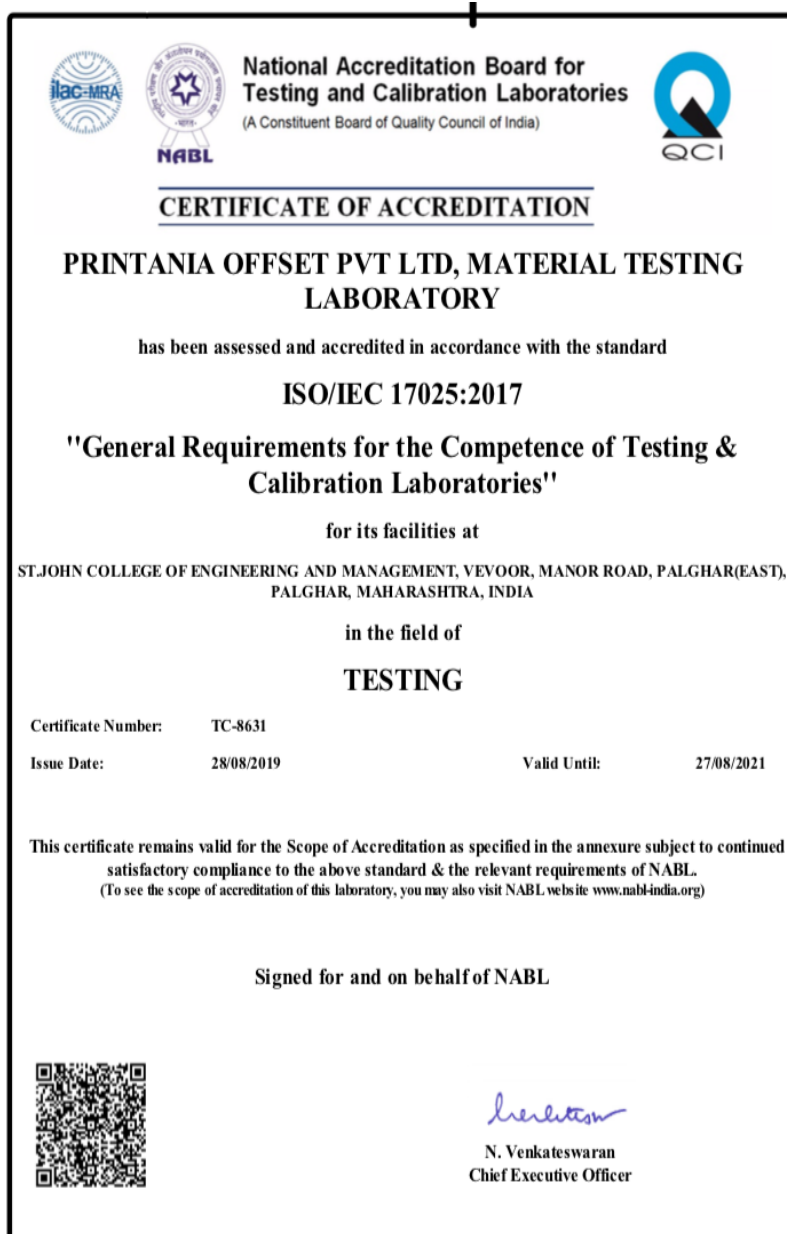 ilac-MRA
NABL
National Accreditation Board for
Testing and Calibration Laboratories
(A Constituent Board of Quality Council of India)
QCI
CERTIFICATE OF ACCREDITATION
PRINTANIA OFFSET PVT LTD, MATERIAL TESTING
LABORATORY
has been assessed and accredited in accordance with the standard
ISO/IEC 17025:2017
"General Requirements for the Competence of Testing &
Calibration Laboratories"
for its facilities at
ST.JOHN COLLEGE OF ENGINEERING AND MANAGEMENT, VEVOOR, MANOR ROAD, PALGHAR(EAST),
PALGHAR, MAHARASHTRA, INDIA
in the field of
TESTING
Certificate Number: TC-8631
Issue Date: 28/08/2019 Valid Until: 27/08/2021
This certificate remains valid for the Scope of Accreditation as specified in the annexure subject to continued
satisfactory compliance to the above standard & the relevant requirements of NABL.
(To see the scope of accreditation of this laboratory, you may also visit NABL website www.nabl-india.org)
Signed for and on behalf of NABL
N. Venkateswaran
Chief Executive Officer